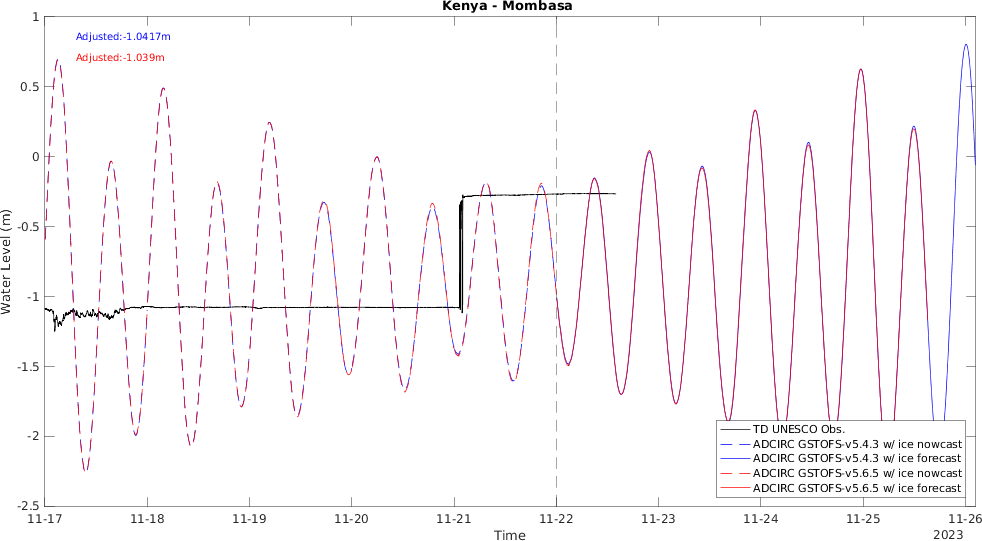 Kenya - Mombasa
Adjusted:-1.0417m
Adjusted:-1.039m
1
0.5
0
-0.5
-1
-1.5
-2
-2.5
Water Level (m)
11-17
11-18
11-19
11-20
11-21
11-22
11-23
11-24
11-25
11-26
2023
Time
TD UNESCO Obs.
ADCIRC GSTOFS-v5.4.3 w/ ice nowcast
ADCIRC GSTOFS-v5.4.3 w/ ice forecast
ADCIRC GSTOFS-v5.6.5 w/ ice nowcast
ADCIRC GSTOFS-v5.6.5 w/ ice forecast